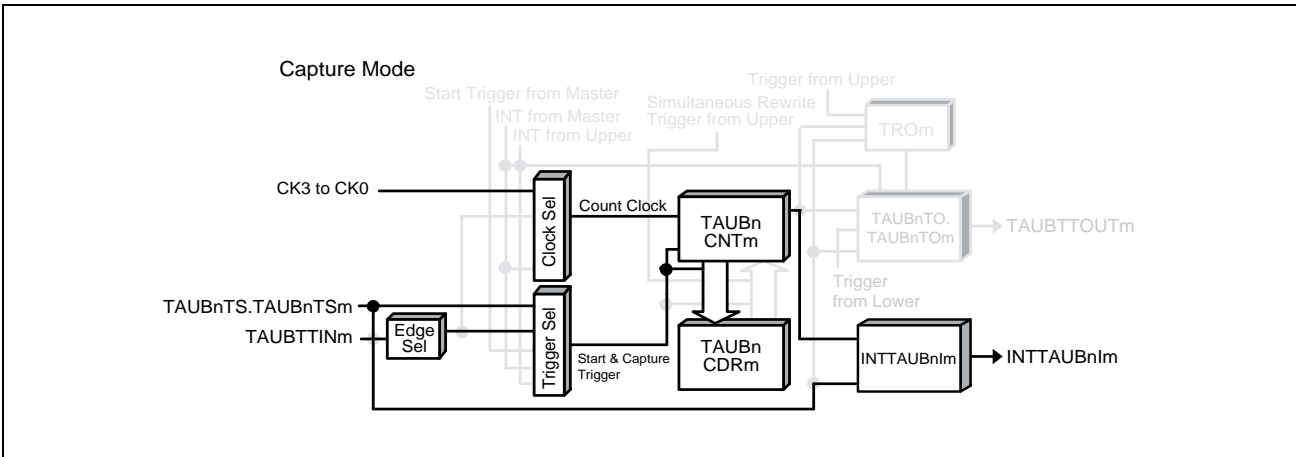 Capture Mode
Trigger from Upper
Start Trigger from Master
Simultaneous Rewrite
Trigger from Upper
INT from Master
INT from Upper
TROm
CK3 to CK0
Clock Sel
Count Clock
TAUBn
CNTm
TAUBnTO.
TAUBnTOm
TAUBTTOUTm
Trigger
from Lower
TAUBnTS.TAUBnTSm
TAUBTTINm
Edge
Sel
Trigger Sel
Start & Capture
Trigger
TAUBn
CDRm
INTTAUBnIm
INTTAUBnIm